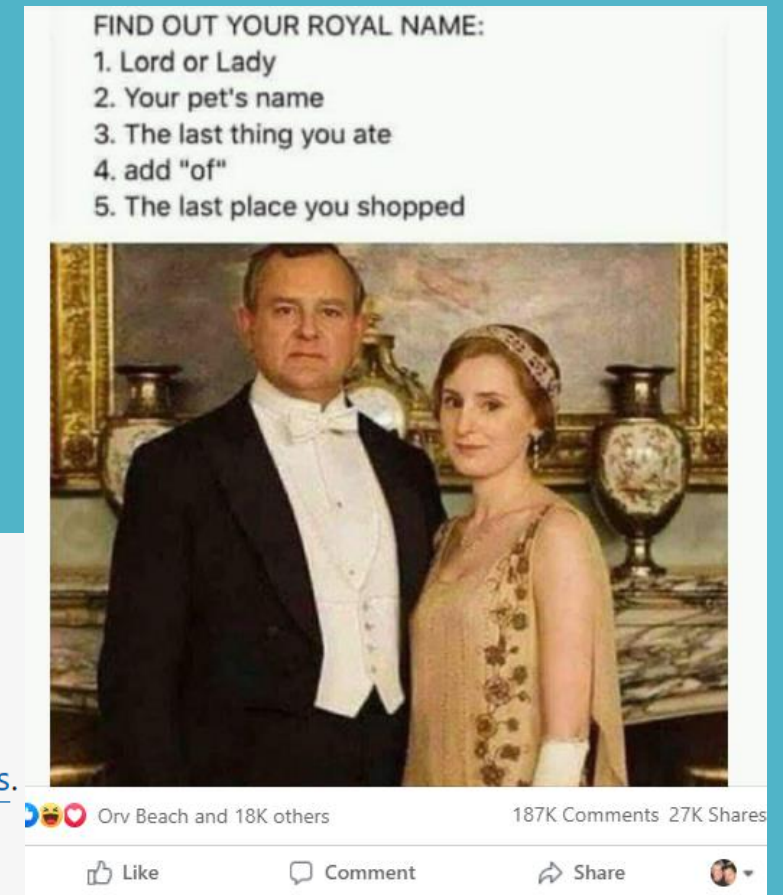 FIND OUT YOUR ROYAL NAME:
1. Lord or Lady
2. Your pet's name
3. The last thing you ate
4. add "of"
5. The last place you shopped
s.
Orv Beach and 18K others
187K Comments 27K Shares
Like
Comment
Share